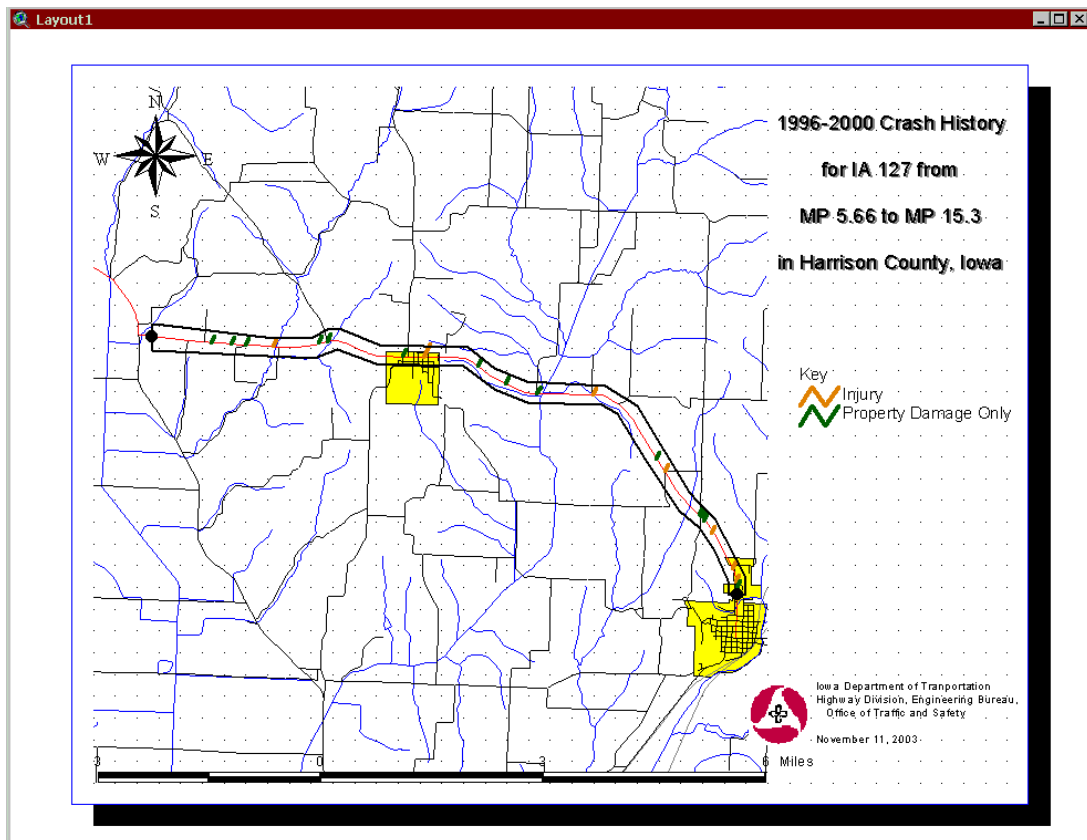 Layout1
1996-2000 Crash History
for IA 127 from
MP 5.66 to MP 15.3
in Harrison County, Iowa
N
W E
S
Key
Injury
Property Damage Only
Iowa Department of Tranportation
Highway Division, Engineering Bureau,
Office of Traffic and Safety
November 11, 2003
3 0 3 6 Miles